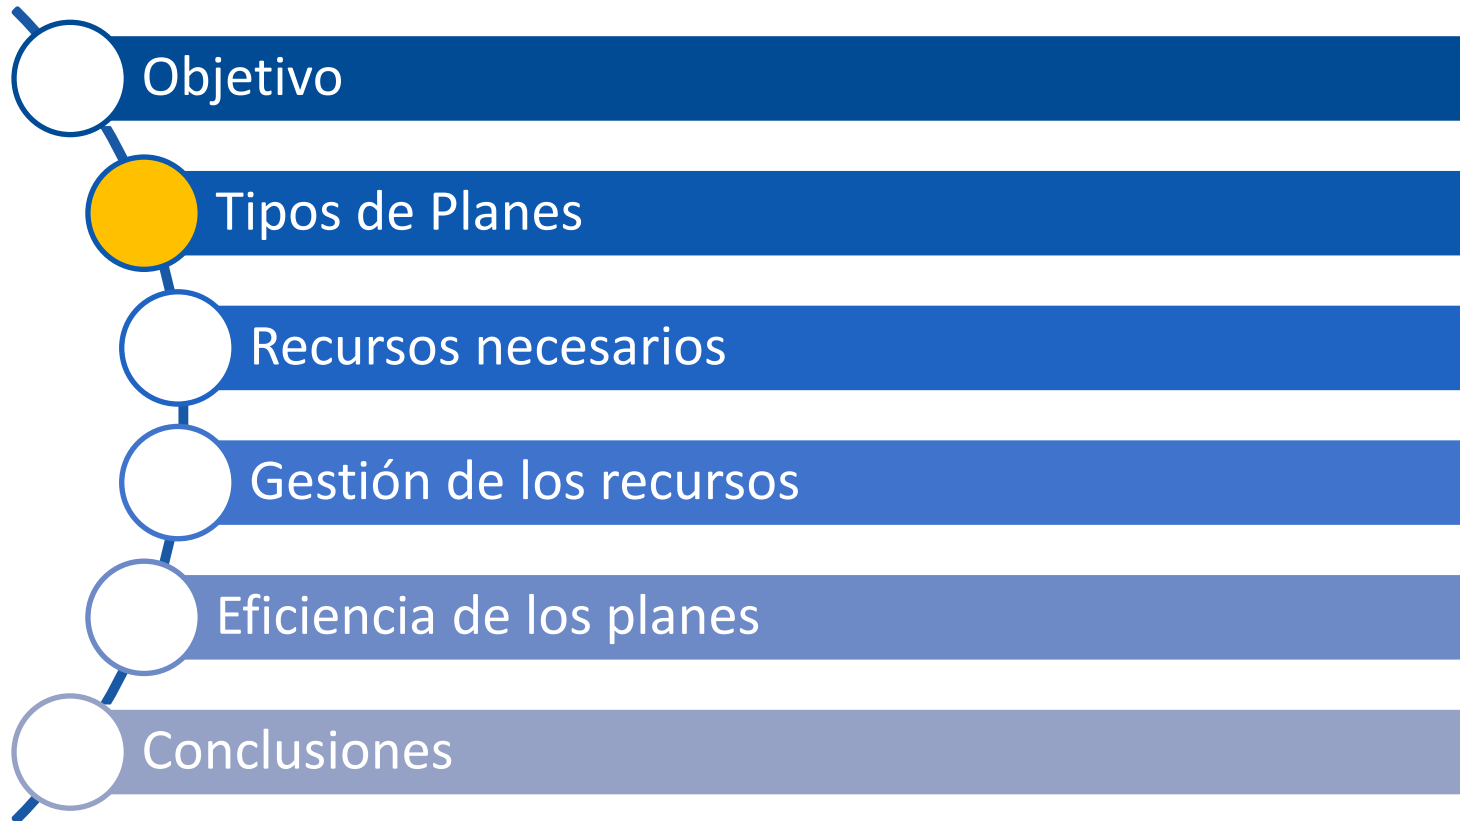 Objetivo
Tipos de Planes
Recursos necesarios
Gestión de los recursos
Eficiencia de los planes
Conclusiones